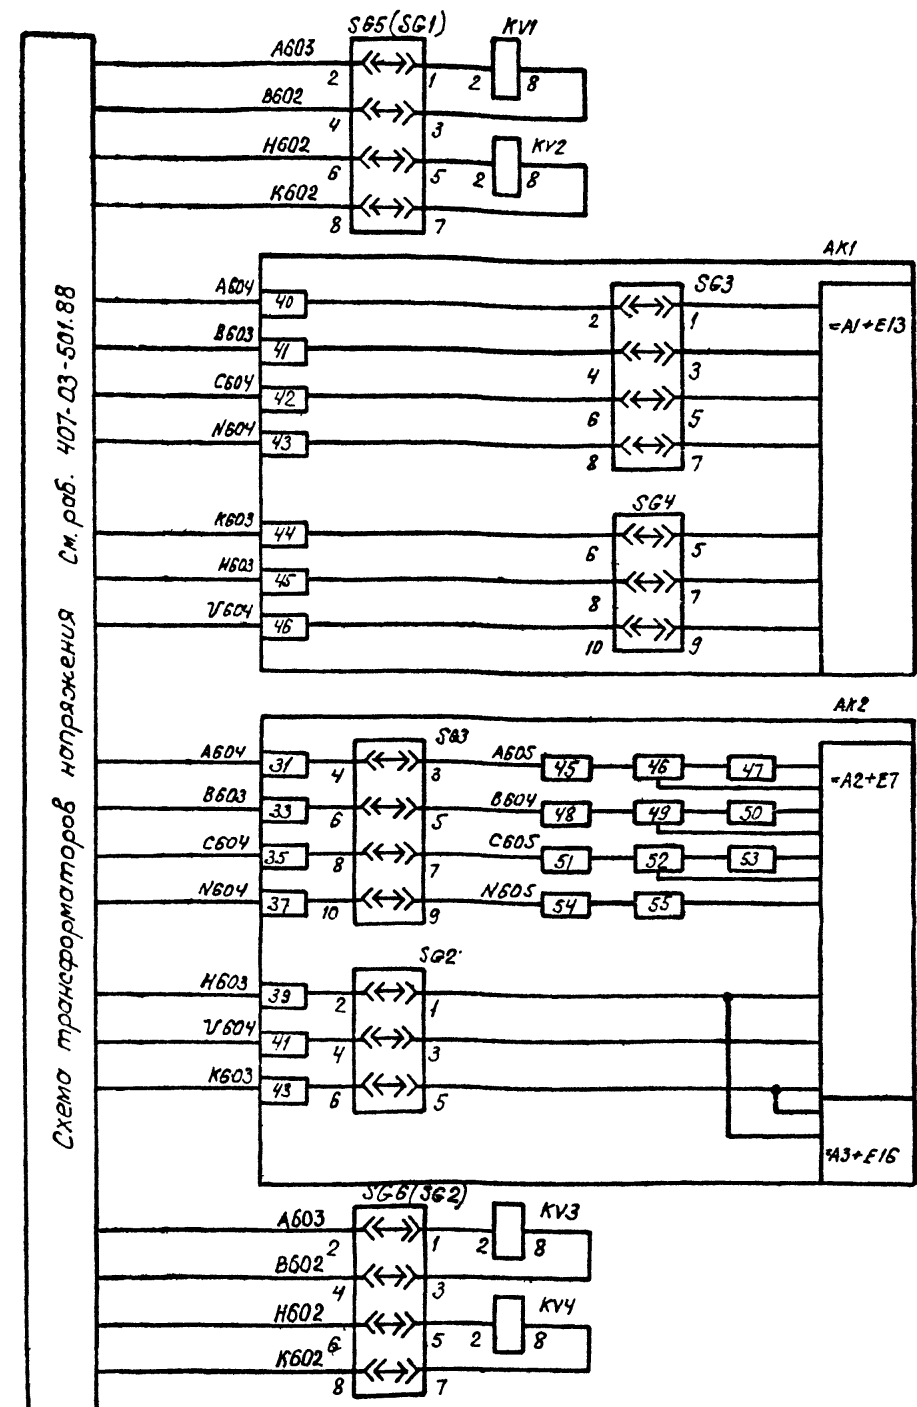 Схема трансформаторов напряжения См. раб. 407-03-501.88
SG5(SG1) KV1
A603 2 1 2 8
B602 4 3
KV2
H602 6 5 2 8
K602 8 7
AK1
SG3
A604 40 2 1 =A1+E13
B603 41 4 3
C604 42 6 5
N604 43 8 7
SG4
K603 44 6 5
H603 45 8 7
U604 46 10 9
AK2
SG3
A604 31 4 3 A605 45 46 47 =A2+E7
B603 33 6 5 B604 48 49 50
C604 35 8 7 C605 51 52 53
N604 37 10 9 N605 54 55
SG2
H603 39 2 1
U604 41 4 3
K603 43 6 5
=A3+E16
SG6(SG2) KV3
A603 2 1 2 8
B602 4 3
KV4
H602 6 5 2 8
K602 8 7